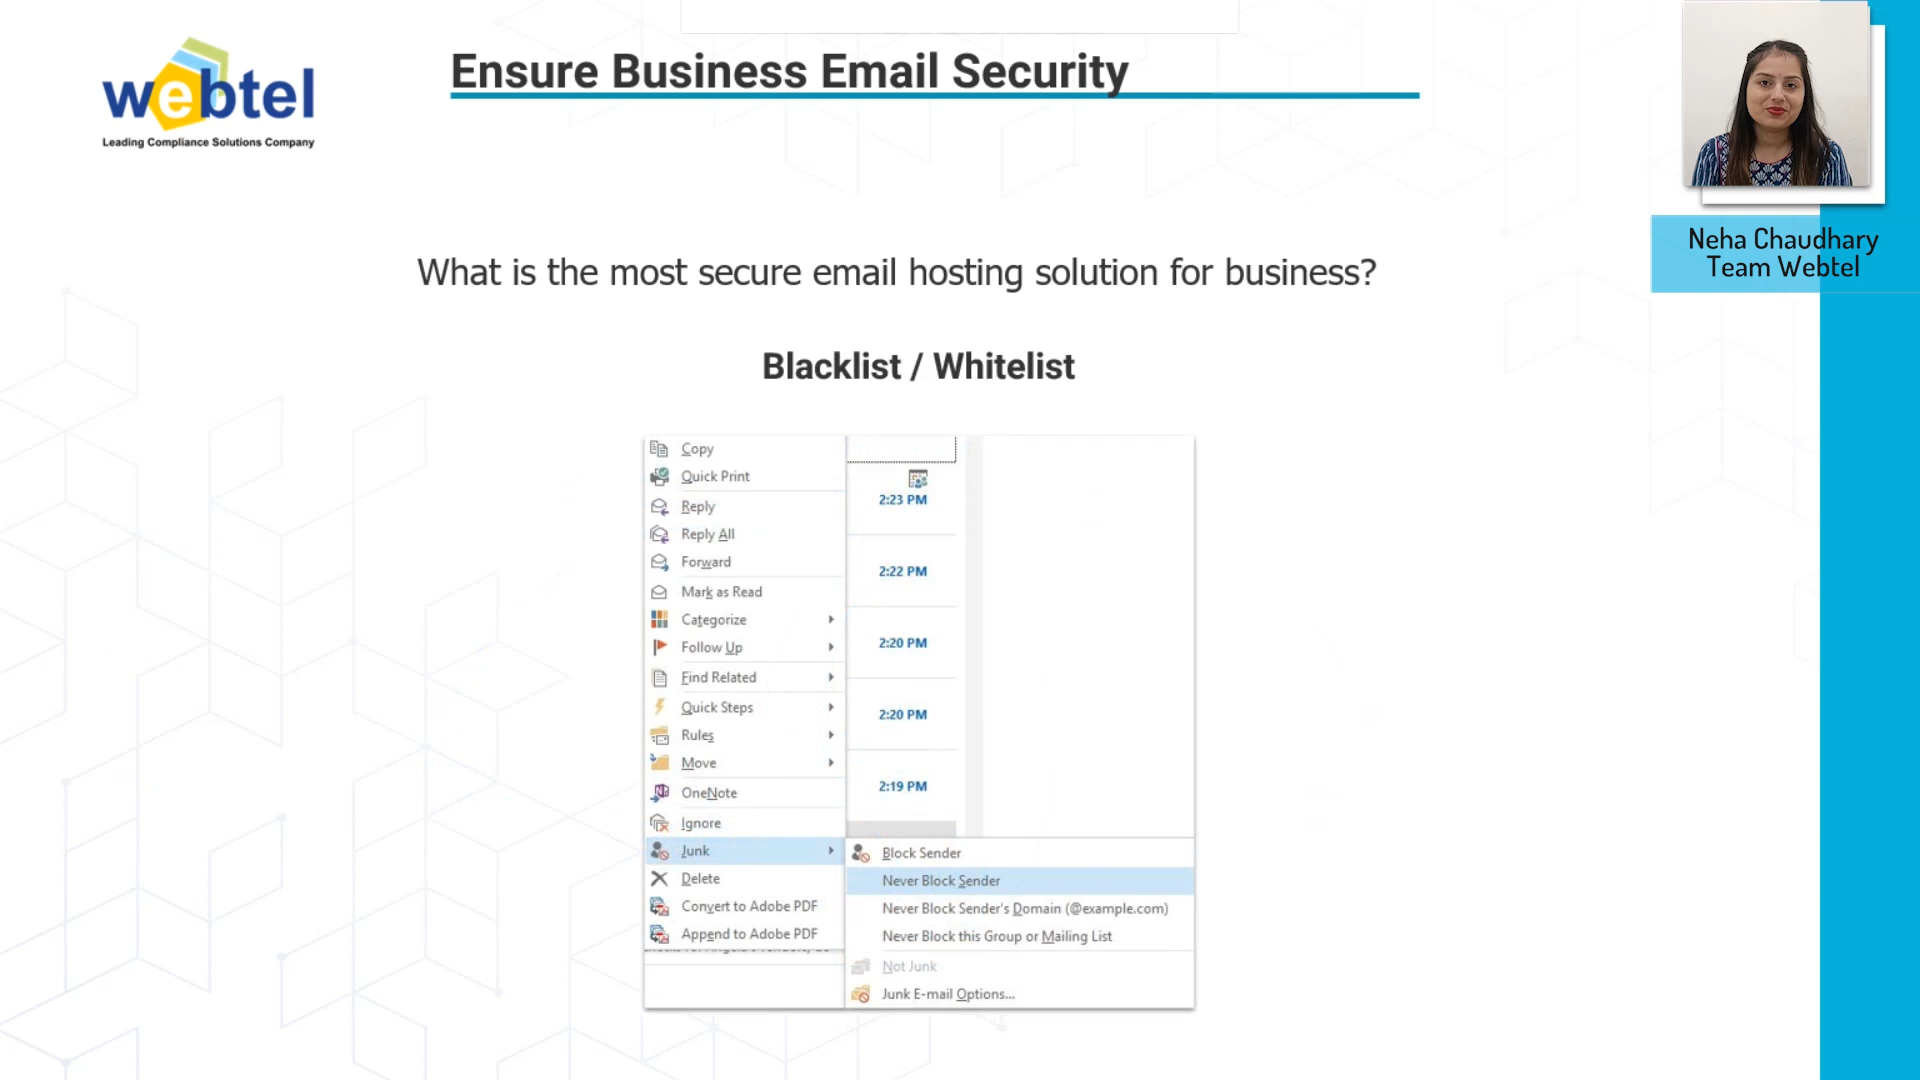 webtel
Leading Compliance Solutions Company
Ensure Business Email Security
Neha Chaudhary
Team Webtel
What is the most secure email hosting solution for business?
Blacklist / Whitelist
Copy
Quick Print
Reply
Reply All
Forward
Mark as Read
Categorize
Follow Up
Find Related
Quick Steps
Rules
Move
OneNote
Ignore
Junk
Delete
Convert to Adobe PDF
Append to Adobe PDF
2:23 PM
2:22 PM
2:20 PM
2:20 PM
2:19 PM
Block Sender
Never Block Sender
Never Block Sender's Domain (@example.com)
Never Block this Group or Mailing List
Not Junk
Junk E-mail Options...